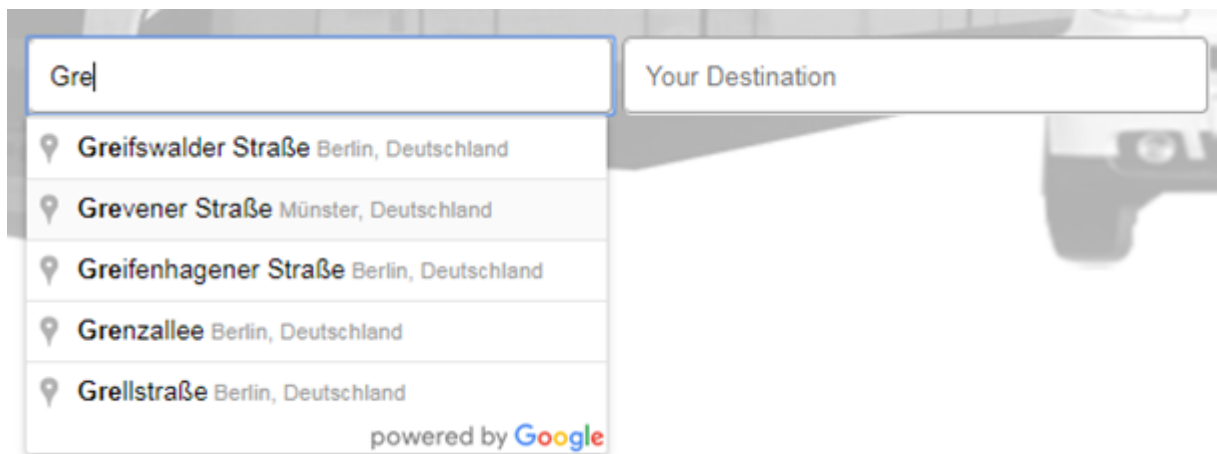 Gre
Your Destination
Greifswalder Straße Berlin, Deutschland
Grevener Straße Münster, Deutschland
Greifenhagener Straße Berlin, Deutschland
Grenzallee Berlin, Deutschland
Grellstraße Berlin, Deutschland
powered by Google